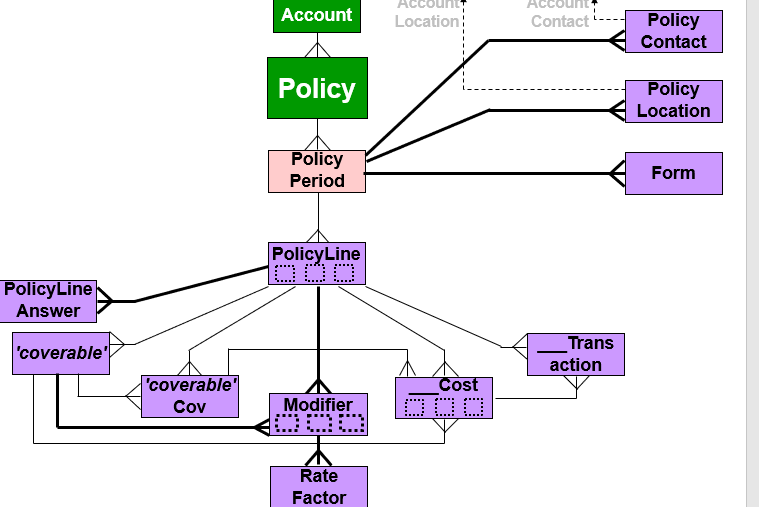 Account
Account
Location
Account
Contact
Policy
Contact
Policy
Policy
Location
Policy
Period
Form
PolicyLine
PolicyLine
Answer
'coverable'
___Trans
action
'coverable'
Cov
___Cost
Modifier
Rate
Factor